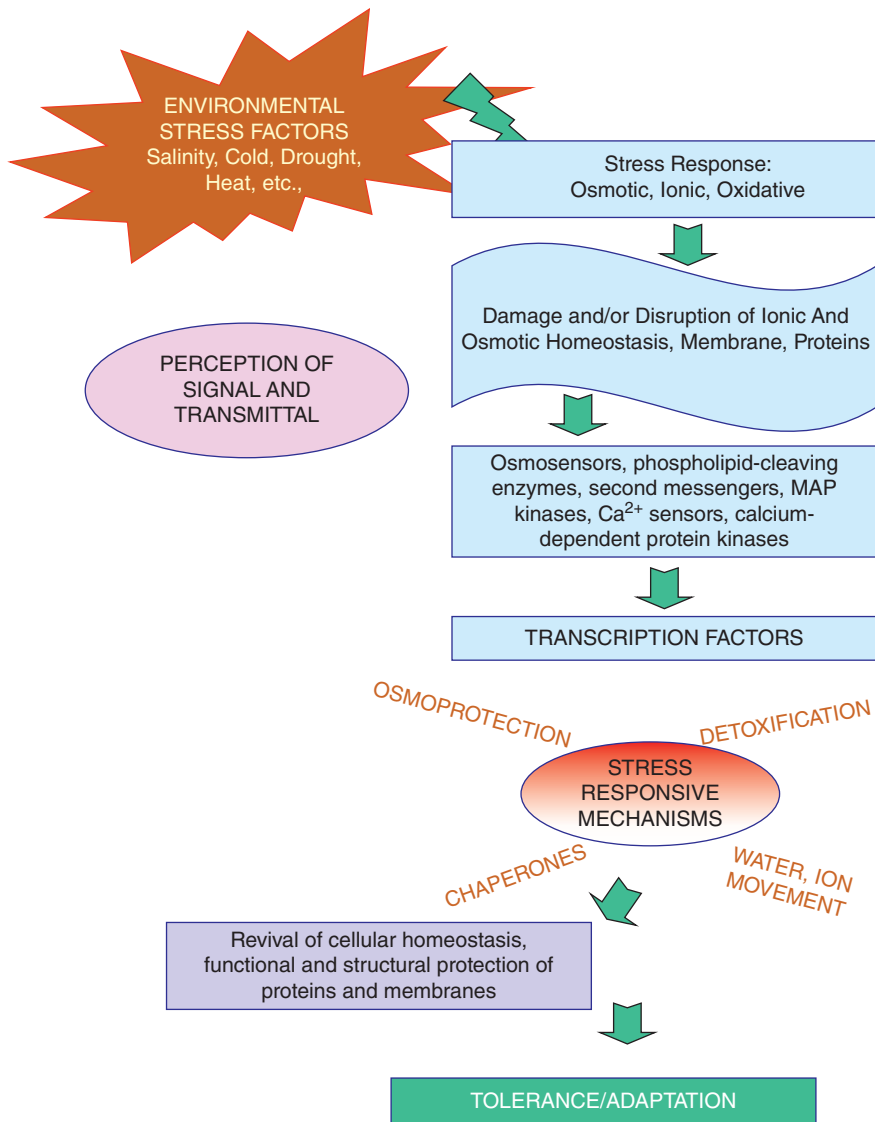 ENVIRONMENTAL
STRESS FACTORS
Salinity, Cold, Drought,
Heat, etc.,
Stress Response:
Osmotic, Ionic, Oxidative
Damage and/or Disruption of Ionic And
Osmotic Homeostasis, Membrane, Proteins
PERCEPTION OF
SIGNAL AND
TRANSMITTAL
Osmosensors, phospholipid-cleaving
enzymes, second messengers, MAP
kinases, Ca²⁺ sensors, calcium-
dependent protein kinases
TRANSCRIPTION FACTORS
OSMOPROTECTION
DETOXIFICATION
STRESS
RESPONSIVE
MECHANISMS
CHAPERONES
WATER, ION
MOVEMENT
Revival of cellular homeostasis,
functional and structural protection of
proteins and membranes
TOLERANCE/ADAPTATION